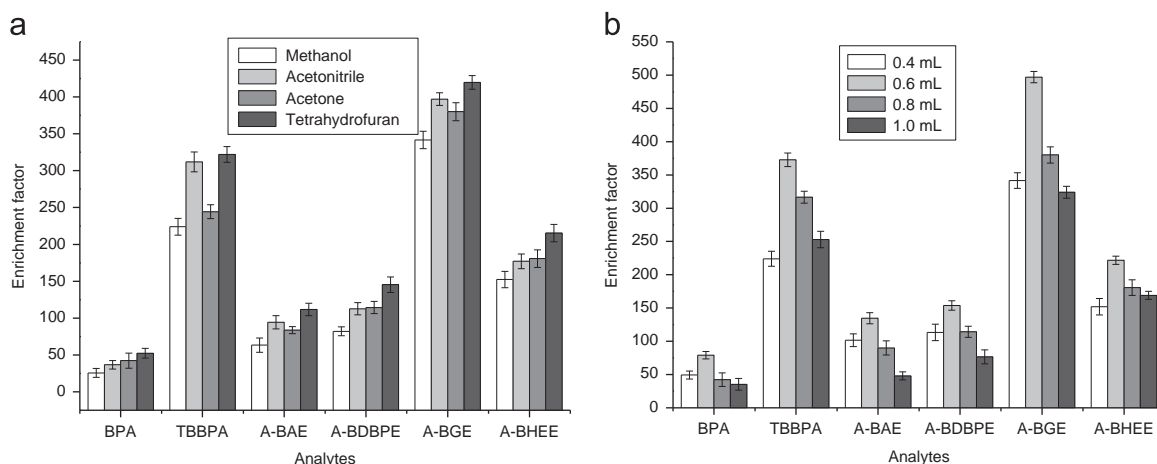 a
450
400
350
300
250
200
150
100
50
0
Enrichment factor
Methanol
Acetonitrile
Acetone
Tetrahydrofuran
BPA TBBPA A-BAE A-BDBPE A-BGE A-BHEE
Analytes
b
550
500
450
400
350
300
250
200
150
100
50
0
Enrichment factor
0.4 mL
0.6 mL
0.8 mL
1.0 mL
BPA TBBPA A-BAE A-BDBPE A-BGE A-BHEE
Analytes